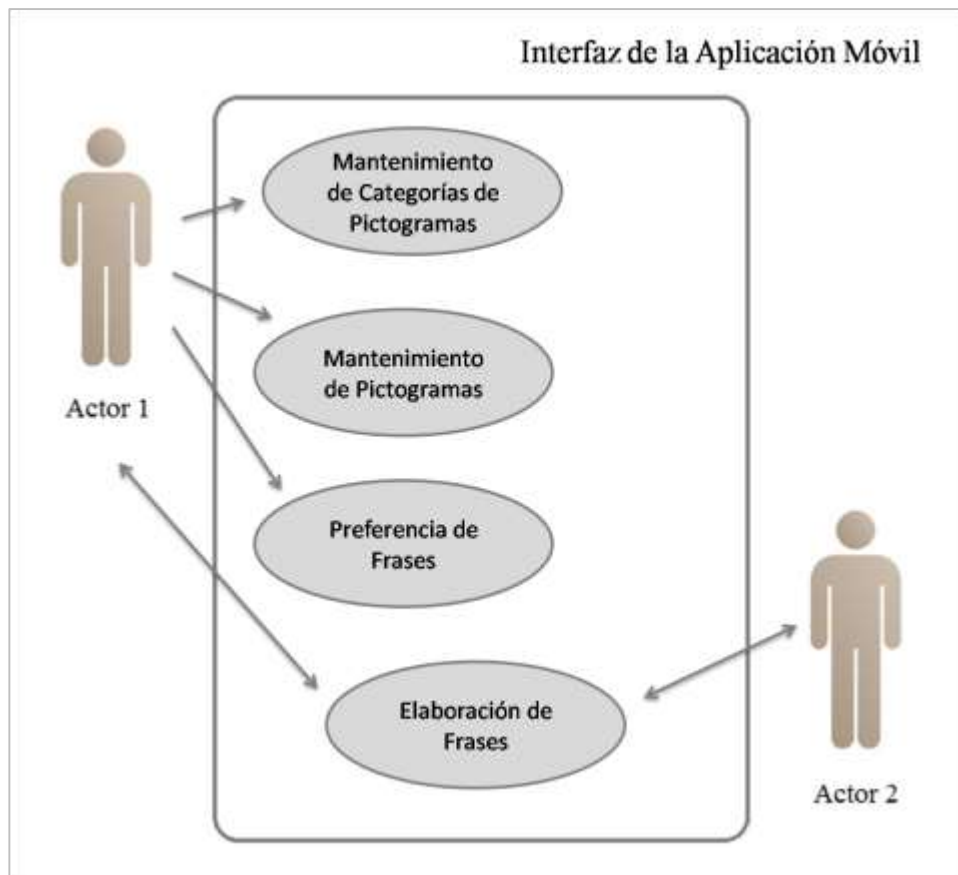 Interfaz de la Aplicación Móvil
Mantenimiento
de Categorías de
Pictogramas
Mantenimiento
de Pictogramas
Actor 1
Preferencia de
Frases
Elaboración de
Frases
Actor 2